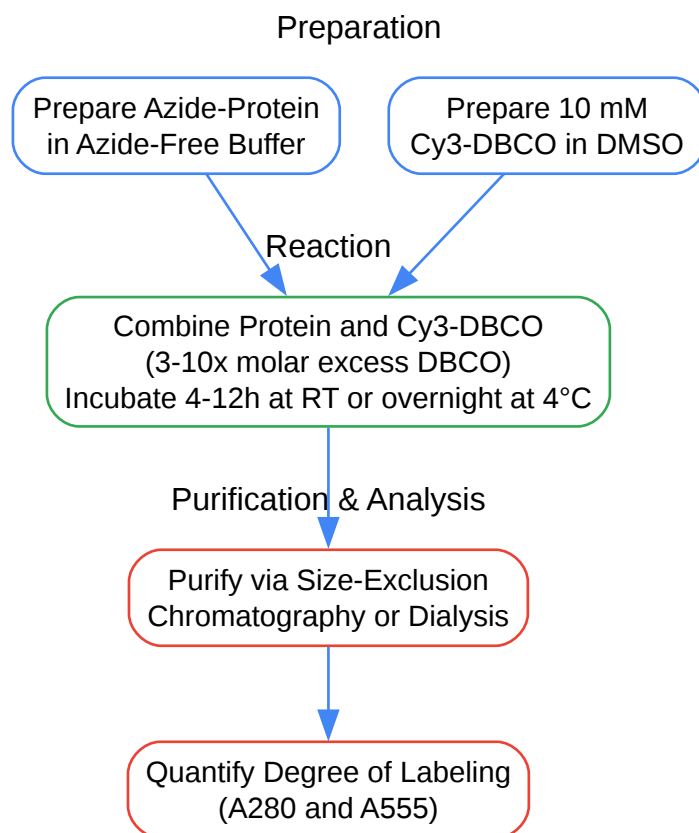 Preparation
Prepare Azide-Protein
in Azide-Free Buffer
Prepare 10 mM
Cy3-DBCO in DMSO
Reaction
Combine Protein and Cy3-DBCO
(3-10x molar excess DBCO)
Incubate 4-12h at RT or overnight at 4°C
Purification & Analysis
Purify via Size-Exclusion
Chromatography or Dialysis
Quantify Degree of Labeling
(A280 and A555)